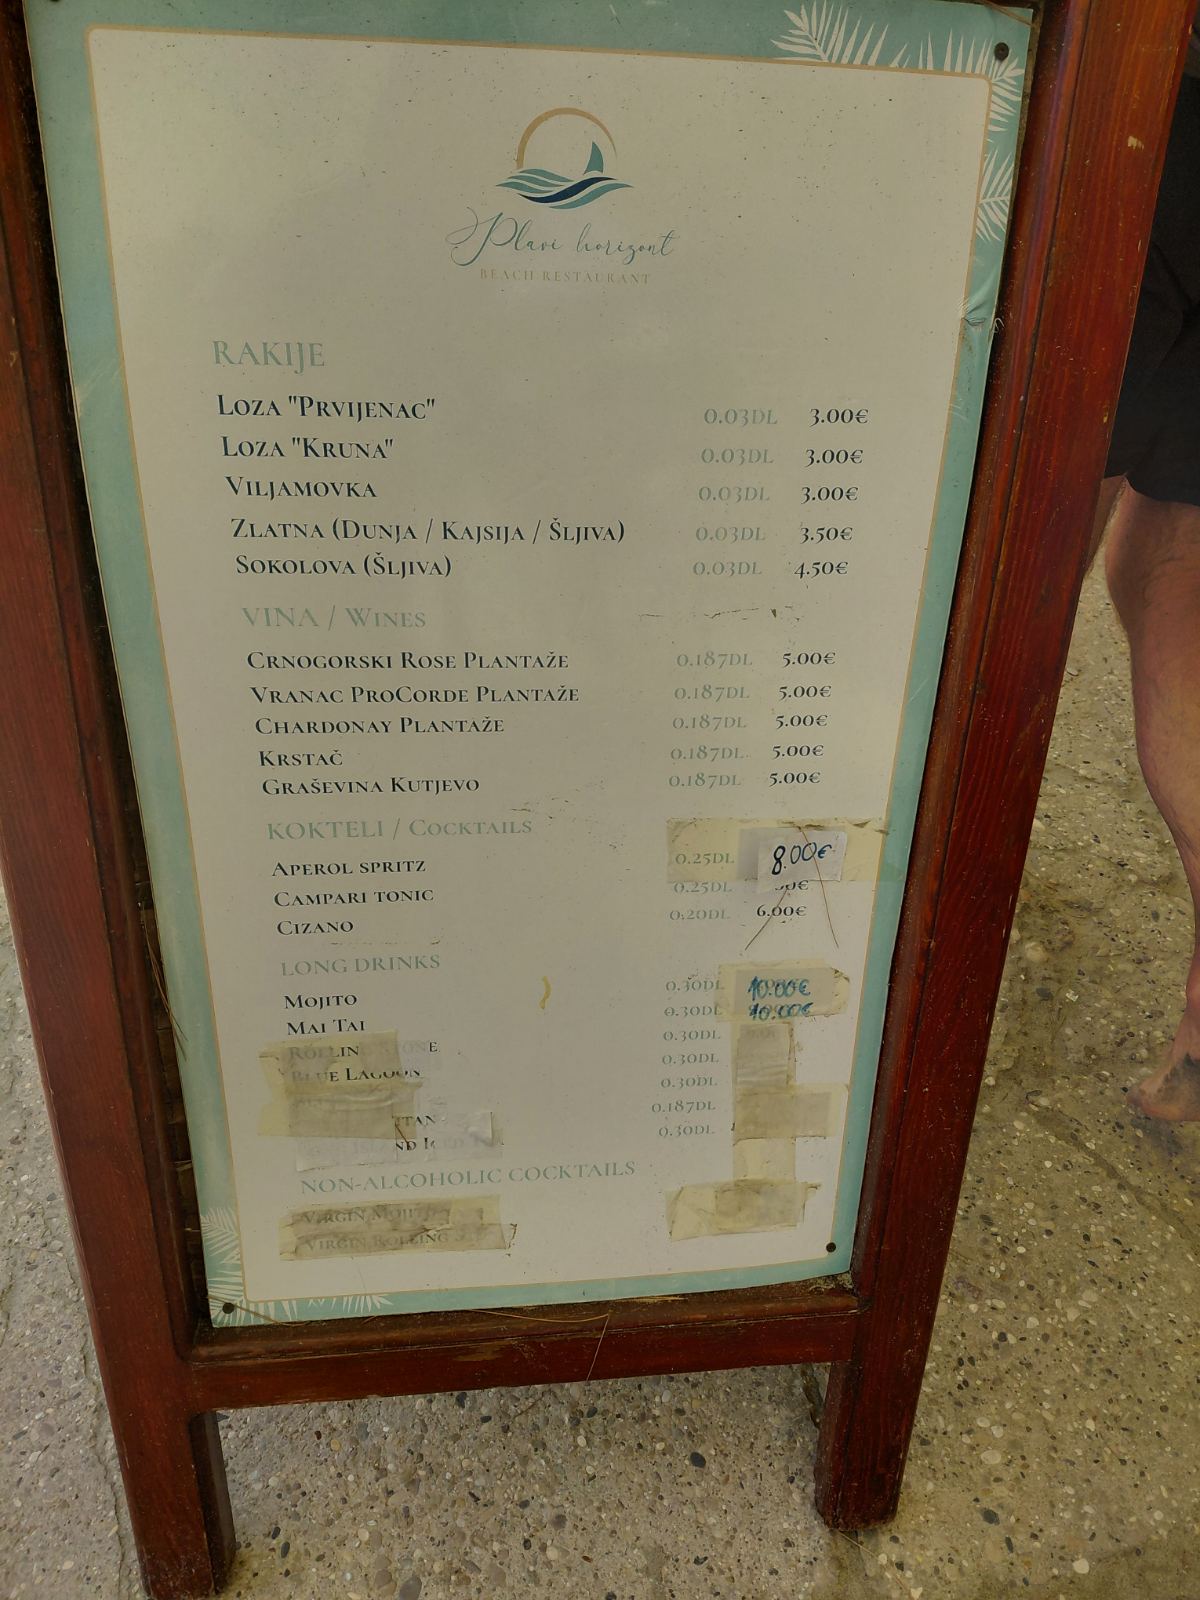 Plavi horizont
BEACH RESTAURANT
RAKIJE
LOZA "PRVIJENAC" 0.03DL 3.00€
LOZA "KRUNA" 0.03DL 3.00€
VILJAMOVKA 0.03DL 3.00€
ZLATNA (DUNJA / KAJSIJA / ŠLJIVA) 0.03DL 3.50€
SOKOLOVA (ŠLJIVA) 0.03DL 4.50€
VINA / WINES
CRNOGORSKI ROSE PLANTAŽE 0.187DL 5.00€
VRANAC PROCORDE PLANTAŽE 0.187DL 5.00€
CHARDONAY PLANTAŽE 0.187DL 5.00€
KRSTAČ 0.187DL 5.00€
GRAŠEVINA KUTJEVO 0.187DL 5.00€
KOKTELI / COCKTAILS
APEROL SPRITZ 0.25DL 8.00€
CAMPARI TONIC 0.25DL
CIZANO 0.20DL 6.00€
LONG DRINKS
MOJITO 0.30DL 10.00€
MAI TAI 0.30DL 10.00€
ROLLING STONE 0.30DL
BLUE LAGOON 0.30DL
0.30DL
0.187DL
0.30DL
NON-ALCOHOLIC COCKTAILS
VIRGIN MOJITO
VIRGIN ROLLING